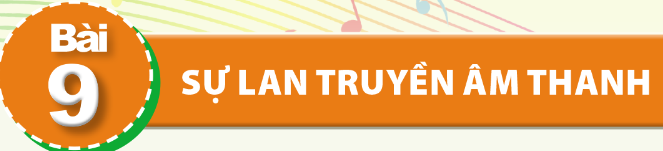 Bài
9
SỰ LAN TRUYỀN ÂM THANH